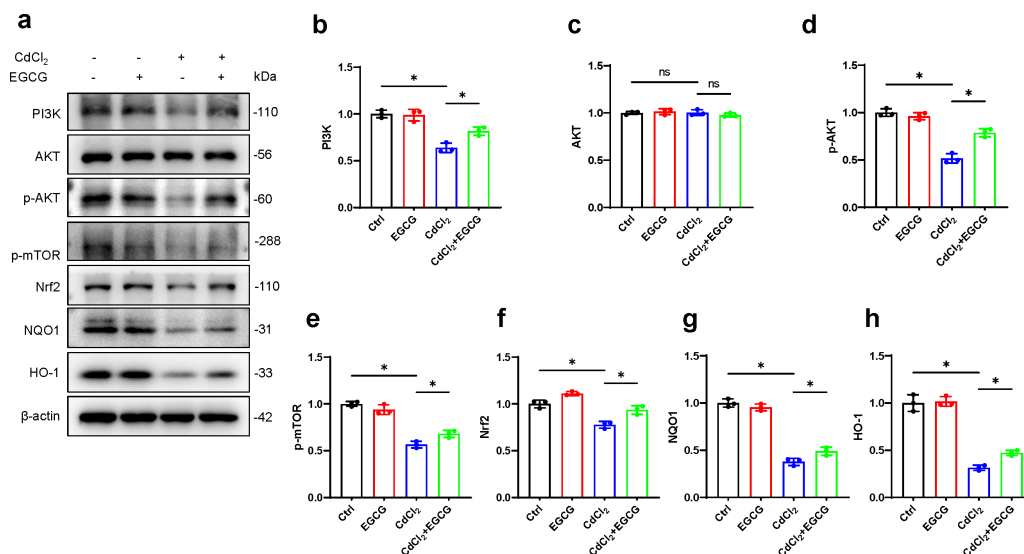 a
CdCl2 - - + +
EGCG - + - + kDa
PI3K -110
AKT -56
p-AKT -60
p-mTOR -288
Nrf2 -110
NQO1 -31
HO-1 -33
β-actin -42
b
PI3K
1.5
1.0
0.5
0.0
* *
Ctrl
EGCG
CdCl2
CdCl2+EGCG
c
AKT
1.5
1.0
0.5
0.0
ns ns
Ctrl
EGCG
CdCl2
CdCl2+EGCG
d
p-AKT
1.5
1.0
0.5
0.0
* *
Ctrl
EGCG
CdCl2
CdCl2+EGCG
e
p-mTOR
1.5
1.0
0.5
0.0
* *
Ctrl
EGCG
CdCl2
CdCl2+EGCG
f
Nrf2
1.5
1.0
0.5
0.0
* *
Ctrl
EGCG
CdCl2
CdCl2+EGCG
g
NQO1
1.5
1.0
0.5
0.0
* *
Ctrl
EGCG
CdCl2
CdCl2+EGCG
h
HO-1
1.5
1.0
0.5
0.0
* *
Ctrl
EGCG
CdCl2
CdCl2+EGCG